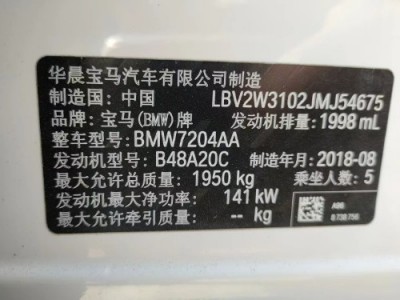 华晨宝马汽车有限公司制造
制造国:中国 LBV2W3102JMJ54675
品牌:宝马(BMW)牌 发动机排量:1998 mL
整车型号:BMW7204AA
发动机型号:B48A20C 制造年月:2018-08
最大允许总质量:1950 kg 乘坐人数:5
发动机最大净功率:141 kW
最大允许牵引质量: -- kg